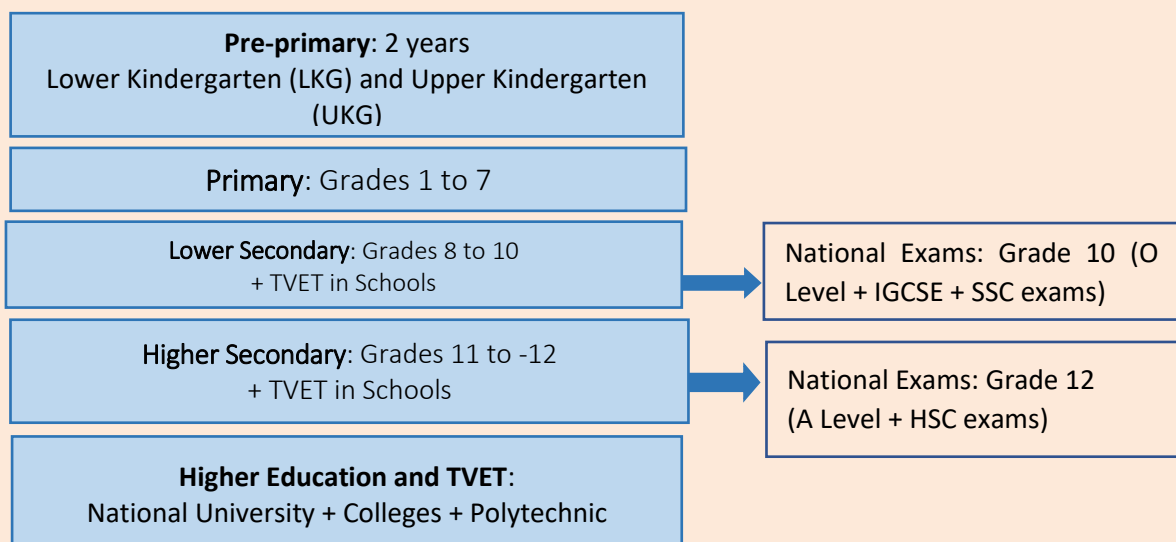 Pre-primary: 2 years
Lower Kindergarten (LKG) and Upper Kindergarten
(UKG)
Primary: Grades 1 to 7
Lower Secondary: Grades 8 to 10
+ TVET in Schools
National Exams: Grade 10 (O
Level + IGCSE + SSC exams)
Higher Secondary: Grades 11 to -12
+ TVET in Schools
National Exams: Grade 12
(A Level + HSC exams)
Higher Education and TVET:
National University + Colleges + Polytechnic